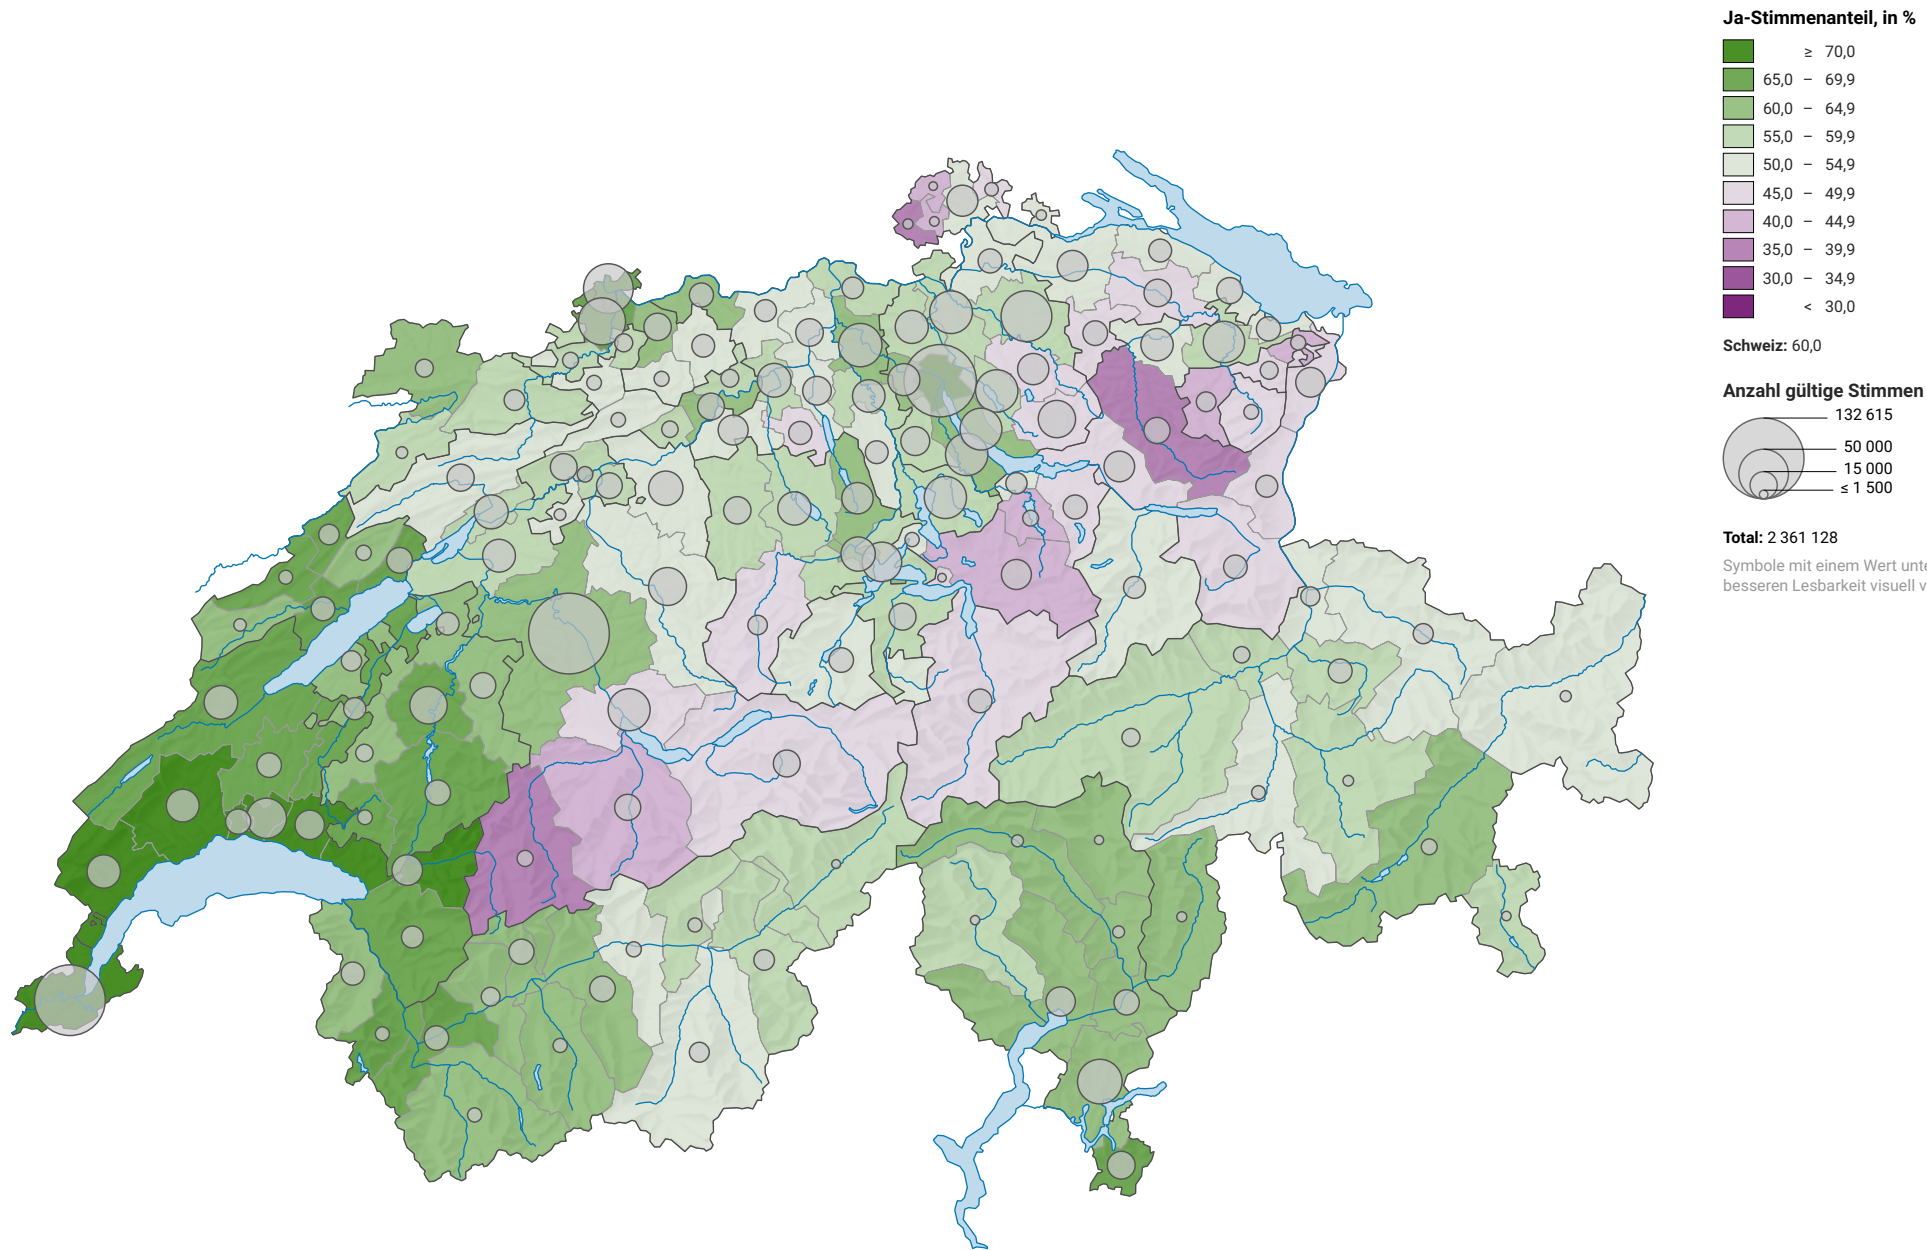 Ja-Stimmenanteil, in %
≥ 70,0
65,0 – 69,9
60,0 – 64,9
55,0 – 59,9
50,0 – 54,9
45,0 – 49,9
40,0 – 44,9
35,0 – 39,9
30,0 – 34,9
< 30,0
Schweiz: 60,0
Anzahl gültige Stimmen
132 615
50 000
15 000
≤ 1 500
Total: 2 361 128
Symbole mit einem Wert
besseren Lesbarkeit visuell